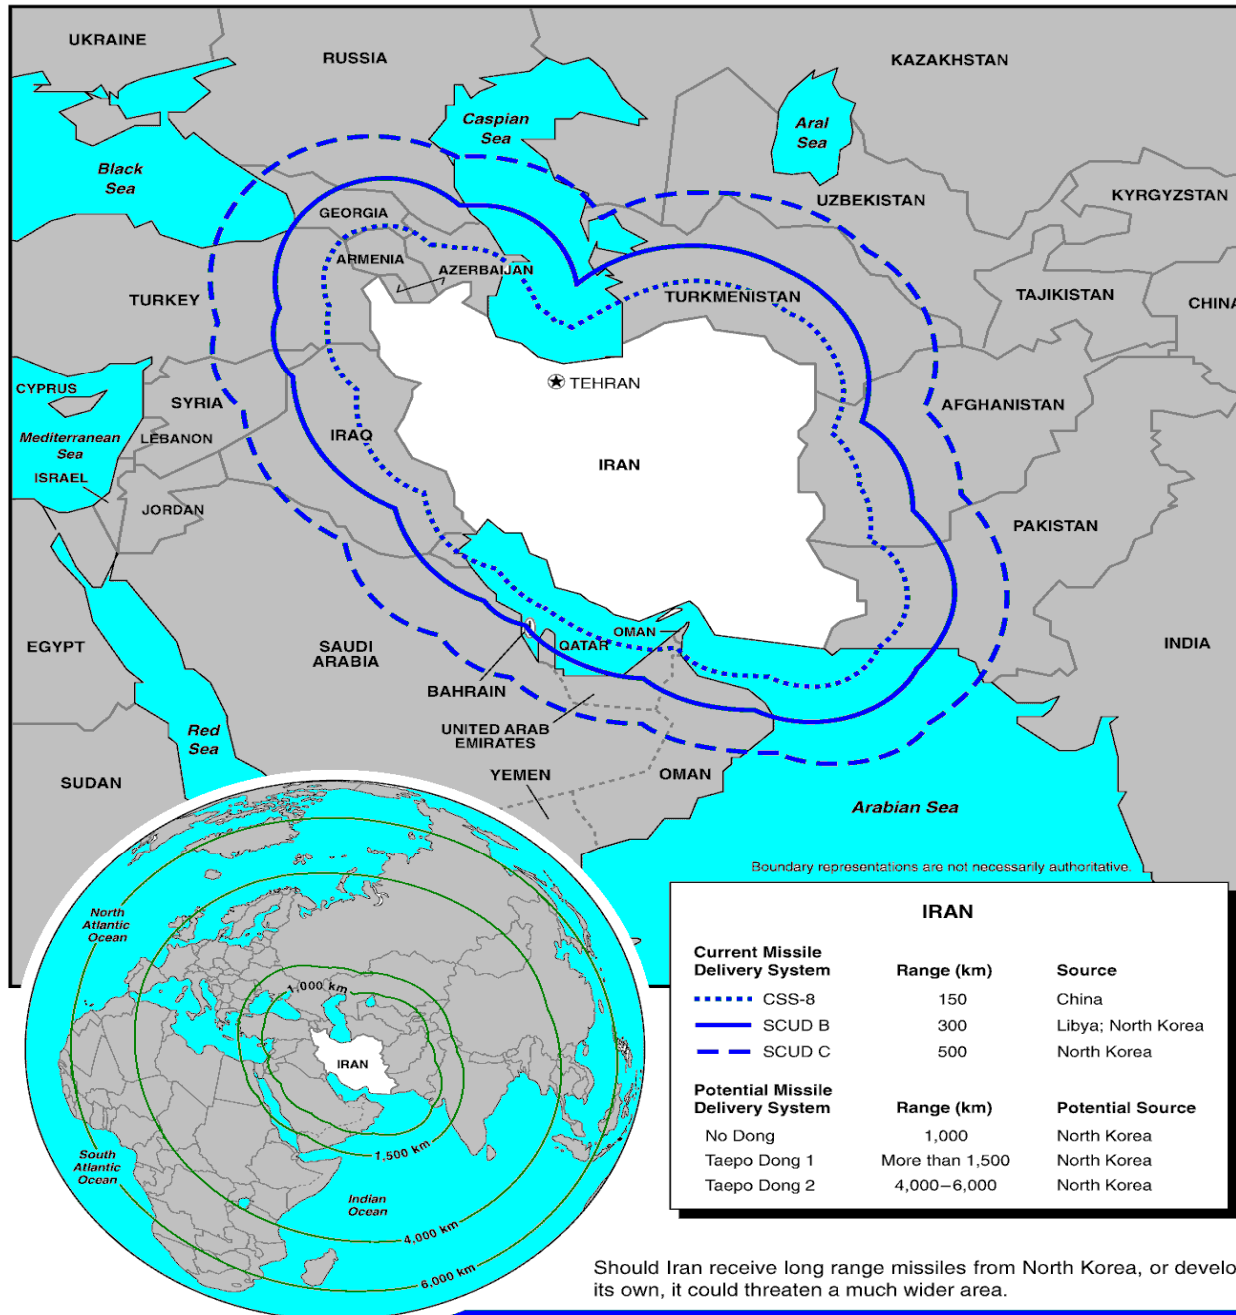 UKRAINE
RUSSIA
KAZAKHSTAN
Caspian
Sea
Aral
Sea
Black
Sea
UZBEKISTAN
KYRGYZSTAN
GEORGIA
ARMENIA
AZERBAIJAN
TURKEY
TURKMENISTAN
TAJIKISTAN
CHINA
CYPRUS
SYRIA
TEHRAN
AFGHANISTAN
Mediterranean
Sea
LEBANON
IRAQ
IRAN
ISRAEL
JORDAN
PAKISTAN
EGYPT
SAUDI
ARABIA
QATAR
OMAN
INDIA
BAHRAIN
UNITED ARAB
EMIRATES
Red
Sea
SUDAN
YEMEN
OMAN
Arabian Sea
Boundary representations are not necessarily authoritative.
North
Atlantic
Ocean
1,000 km
IRAN
1,500 km
South
Atlantic
Ocean
Indian
Ocean
4,000 km
6,000 km
IRAN
Current Missile
Delivery System Range (km) Source
CSS-8 150 China
SCUD B 300 Libya; North Korea
SCUD C 500 North Korea
Potential Missile
Delivery System Range (km) Potential Source
No Dong 1,000 North Korea
Taepo Dong 1 More than 1,500 North Korea
Taepo Dong 2 4,000–6,000 North Korea
Should Iran receive long range missiles from North Korea, or develo
its own, it could threaten a much wider area.